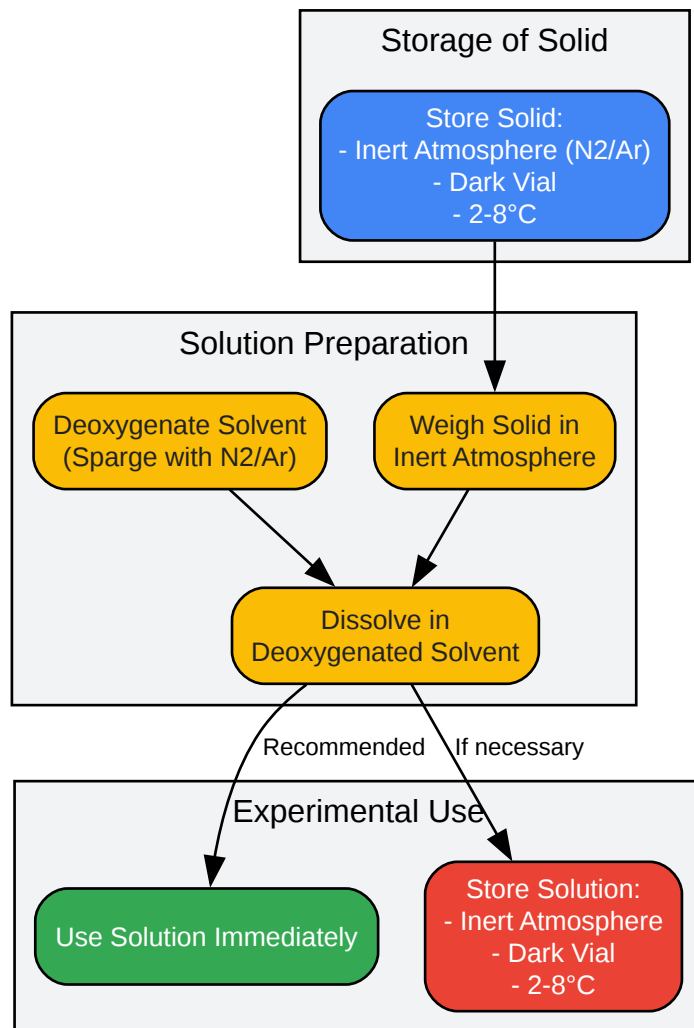 Storage of Solid
Store Solid:
- Inert Atmosphere (N2/Ar)
- Dark Vial
- 2-8°C
Solution Preparation
Deoxygenate Solvent
(Sparge with N2/Ar)
Weigh Solid in
Inert Atmosphere
Dissolve in
Deoxygenated Solvent
Recommended
If necessary
Experimental Use
Use Solution Immediately
Store Solution:
- Inert Atmosphere
- Dark Vial
- 2-8°C